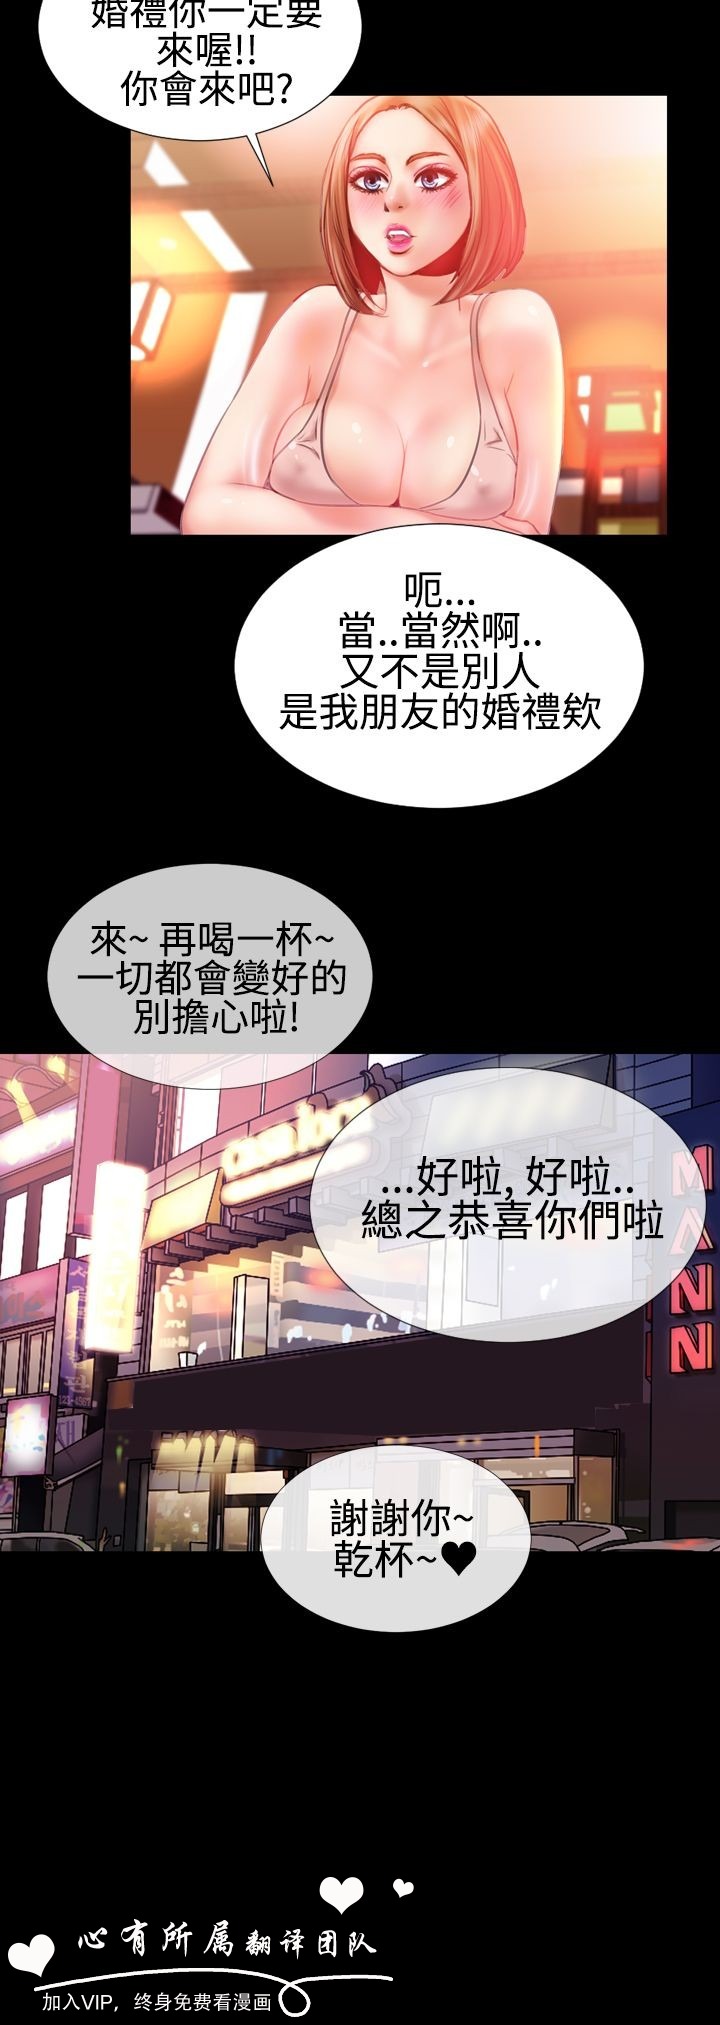 婚禮你一定要
來喔!!
你會來吧?
呃...
當..當然啊..
又不是別人
是我朋友的婚禮欸
來~ 再喝一杯~
一切都會變好的
別擔心啦!
...好啦, 好啦..
總之恭喜你們啦
MANN
123-4567
謝謝你~
乾杯~♥
心有所属翻译团队
加入VIP，终身免费看漫画